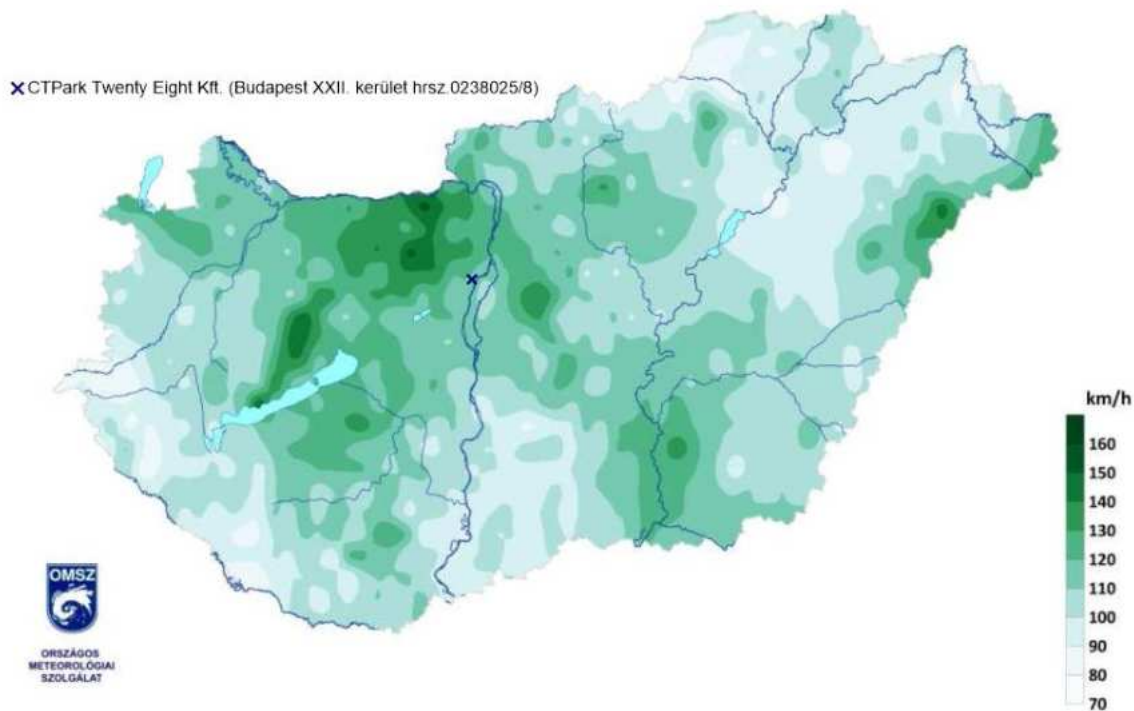 CTPark Twenty Eight Kft. (Budapest XXII. kerület hrsz.0238025/8)
km/h
160
150
140
130
120
110
100
90
80
70
OMSZ
ORSZÁGOS
METEOROLÓGIAI
SZOLGÁLAT